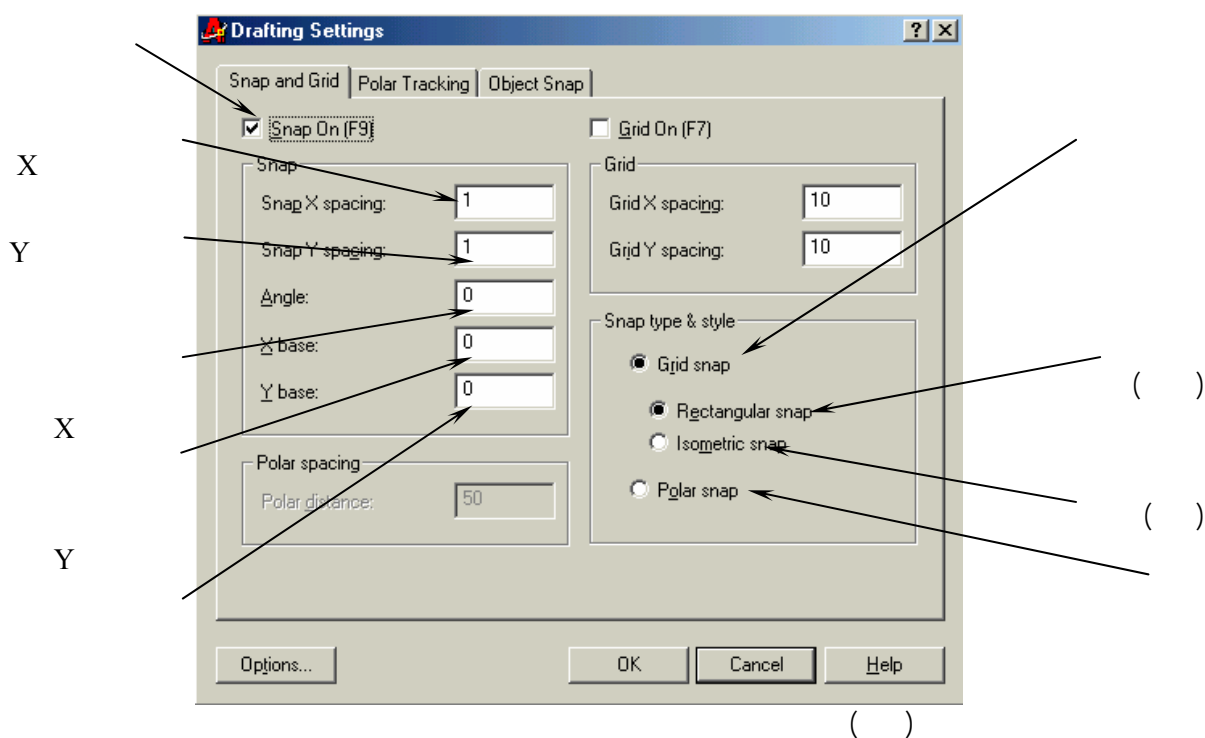 Drafting Settings
Snap and Grid Polar Tracking Object Snap
Snap On (F9)
Grid On (F7)
X
Snap
Snap X spacing: 1
Y
Snap Y spacing: 1
Angle: 0
X base: 0
Y base: 0
X
Grid
Grid X spacing: 10
Grid Y spacing: 10
Snap type & style
Grid snap
Rectangular snap
( )
Isometric snap
Polar snap
( )
Polar spacing
Polar distance: 50
Y
Options... OK Cancel Help
( )